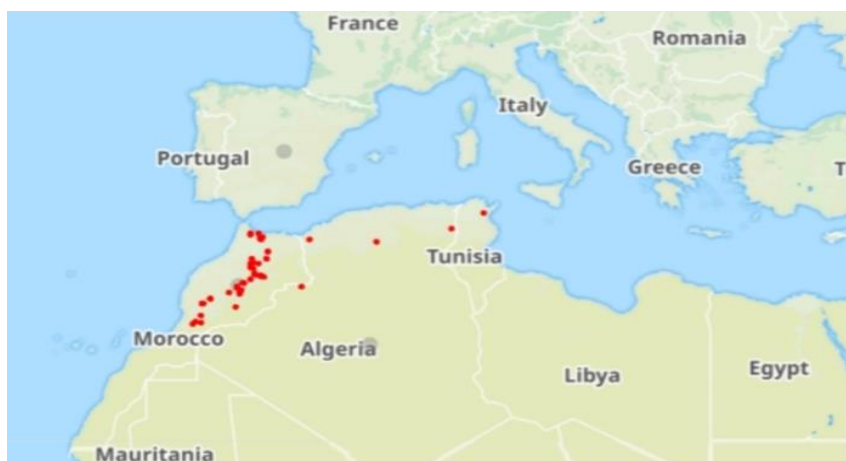 France
Romania
Italy
Portugal
Greece
T
Tunisia
Morocco
Algeria
Libya
Egypt
Mauritania